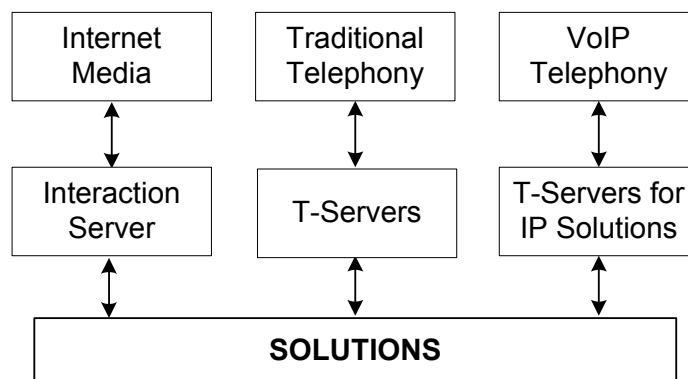 Internet
Media
Traditional
Telephony
VoIP
Telephony
Interaction
Server
T-Servers
T-Servers for
IP Solutions
SOLUTIONS